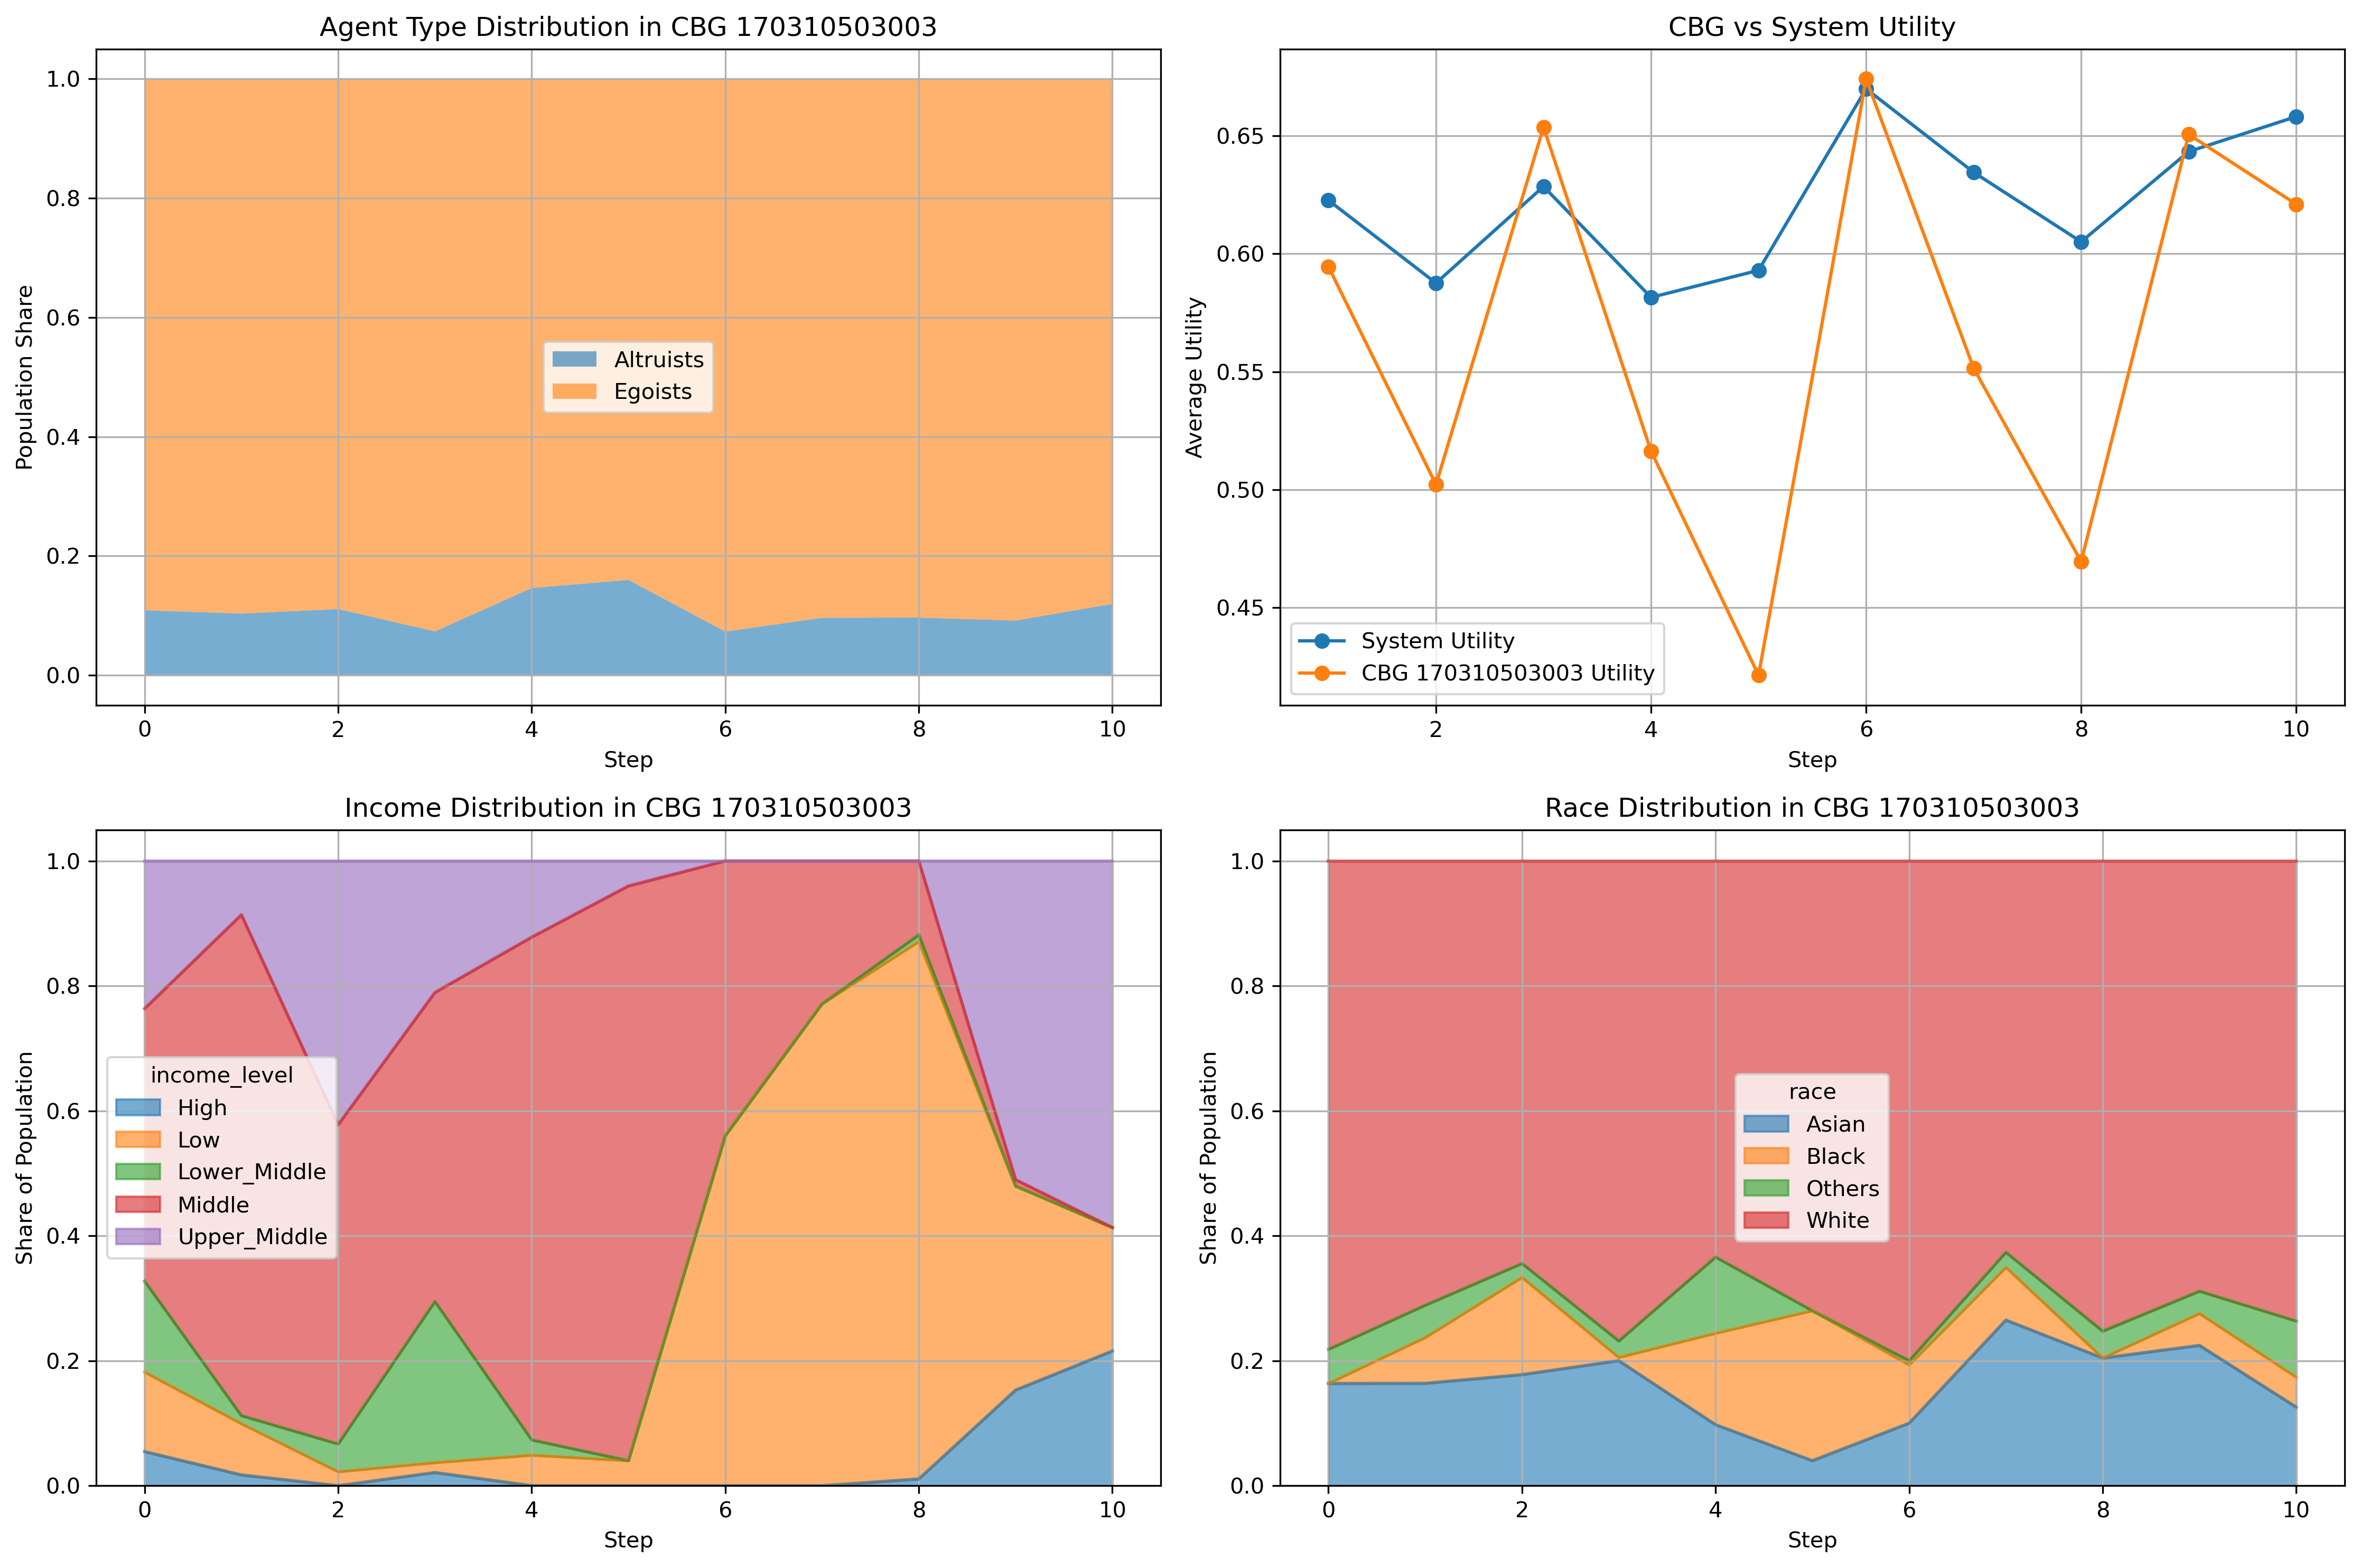 Agent Type Distribution in CBG 170310503003
Population Share
1.0
0.8
0.6
0.4
0.2
0.0
Altruists
Egoists
0 2 4 6 8 10
Step
CBG vs System Utility
Average Utility
0.65
0.60
0.55
0.50
0.45
System Utility
CBG 170310503003 Utility
2 4 6 8 10
Step
Income Distribution in CBG 170310503003
Share of Population
1.0
0.8
0.6
0.4
0.2
0.0
income_level
High
Low
Lower_Middle
Middle
Upper_Middle
0 2 4 6 8 10
Step
Race Distribution in CBG 170310503003
Share of Population
1.0
0.8
0.6
0.4
0.2
0.0
race
Asian
Black
Others
White
0 2 4 6 8 10
Step